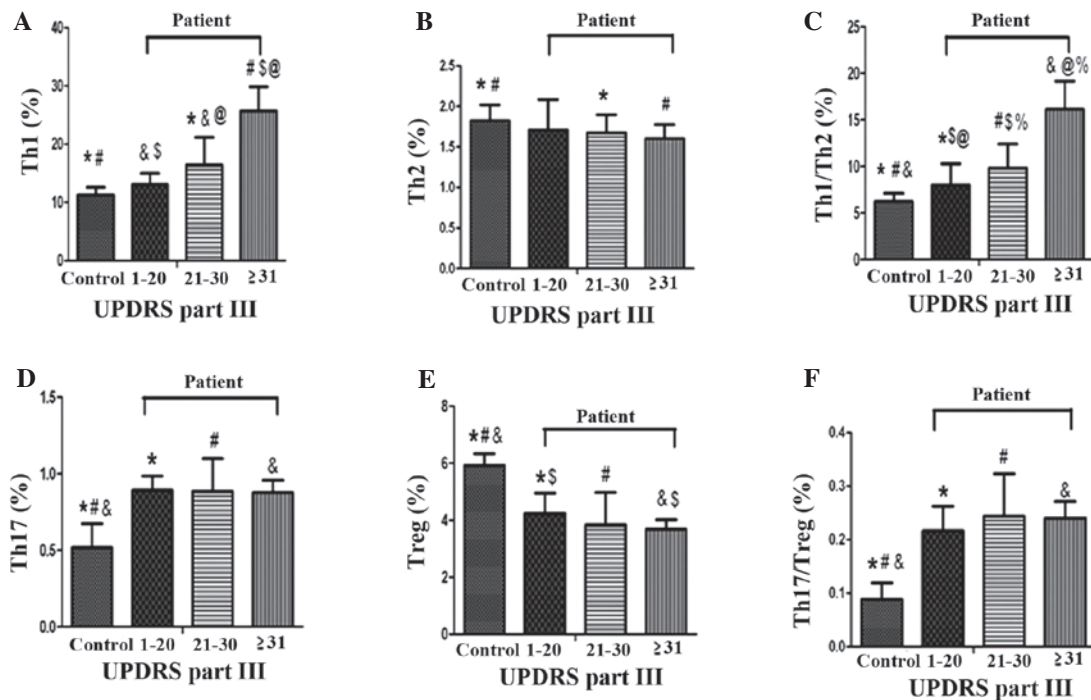 A
Patient
Th1 (%)
40
30
20
10
0
* #
& $
* & @
# $ @
Control 1-20 21-30 ≥31
UPDRS part III
B
Patient
Th2 (%)
2.5
2.0
1.5
1.0
0.5
0.0
* #
*
#
Control 1-20 21-30 ≥31
UPDRS part III
C
Patient
Th1/Th2 (%)
25
20
15
10
5
0
* # &
* $ @
# $ %
& @ %
Control 1-20 21-30 ≥31
UPDRS part III
D
Patient
Th17 (%)
1.5
1.0
0.5
0.0
*#&
*
#
&
Control 1-20 21-30 ≥31
UPDRS part III
E
Patient
Treg (%)
8
6
4
2
0
*#&
*$
#
&$
Control 1-20 21-30 ≥31
UPDRS part III
F
Patient
Th17/Treg (%)
0.4
0.3
0.2
0.1
0.0
* # &
*
#
&
Control 1-20 21-30 ≥31
UPDRS part III